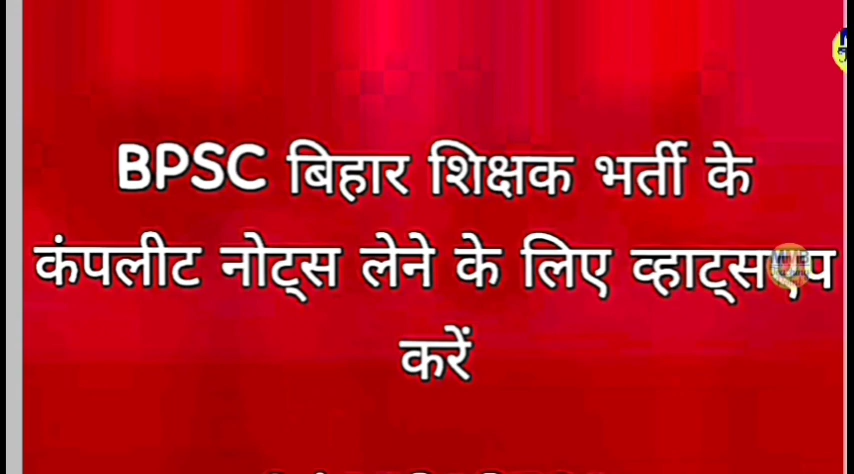 BPSC बिहार शिक्षक भर्ती के
कंपलीट नोट्स लेने के लिए व्हाट्सएप
करें